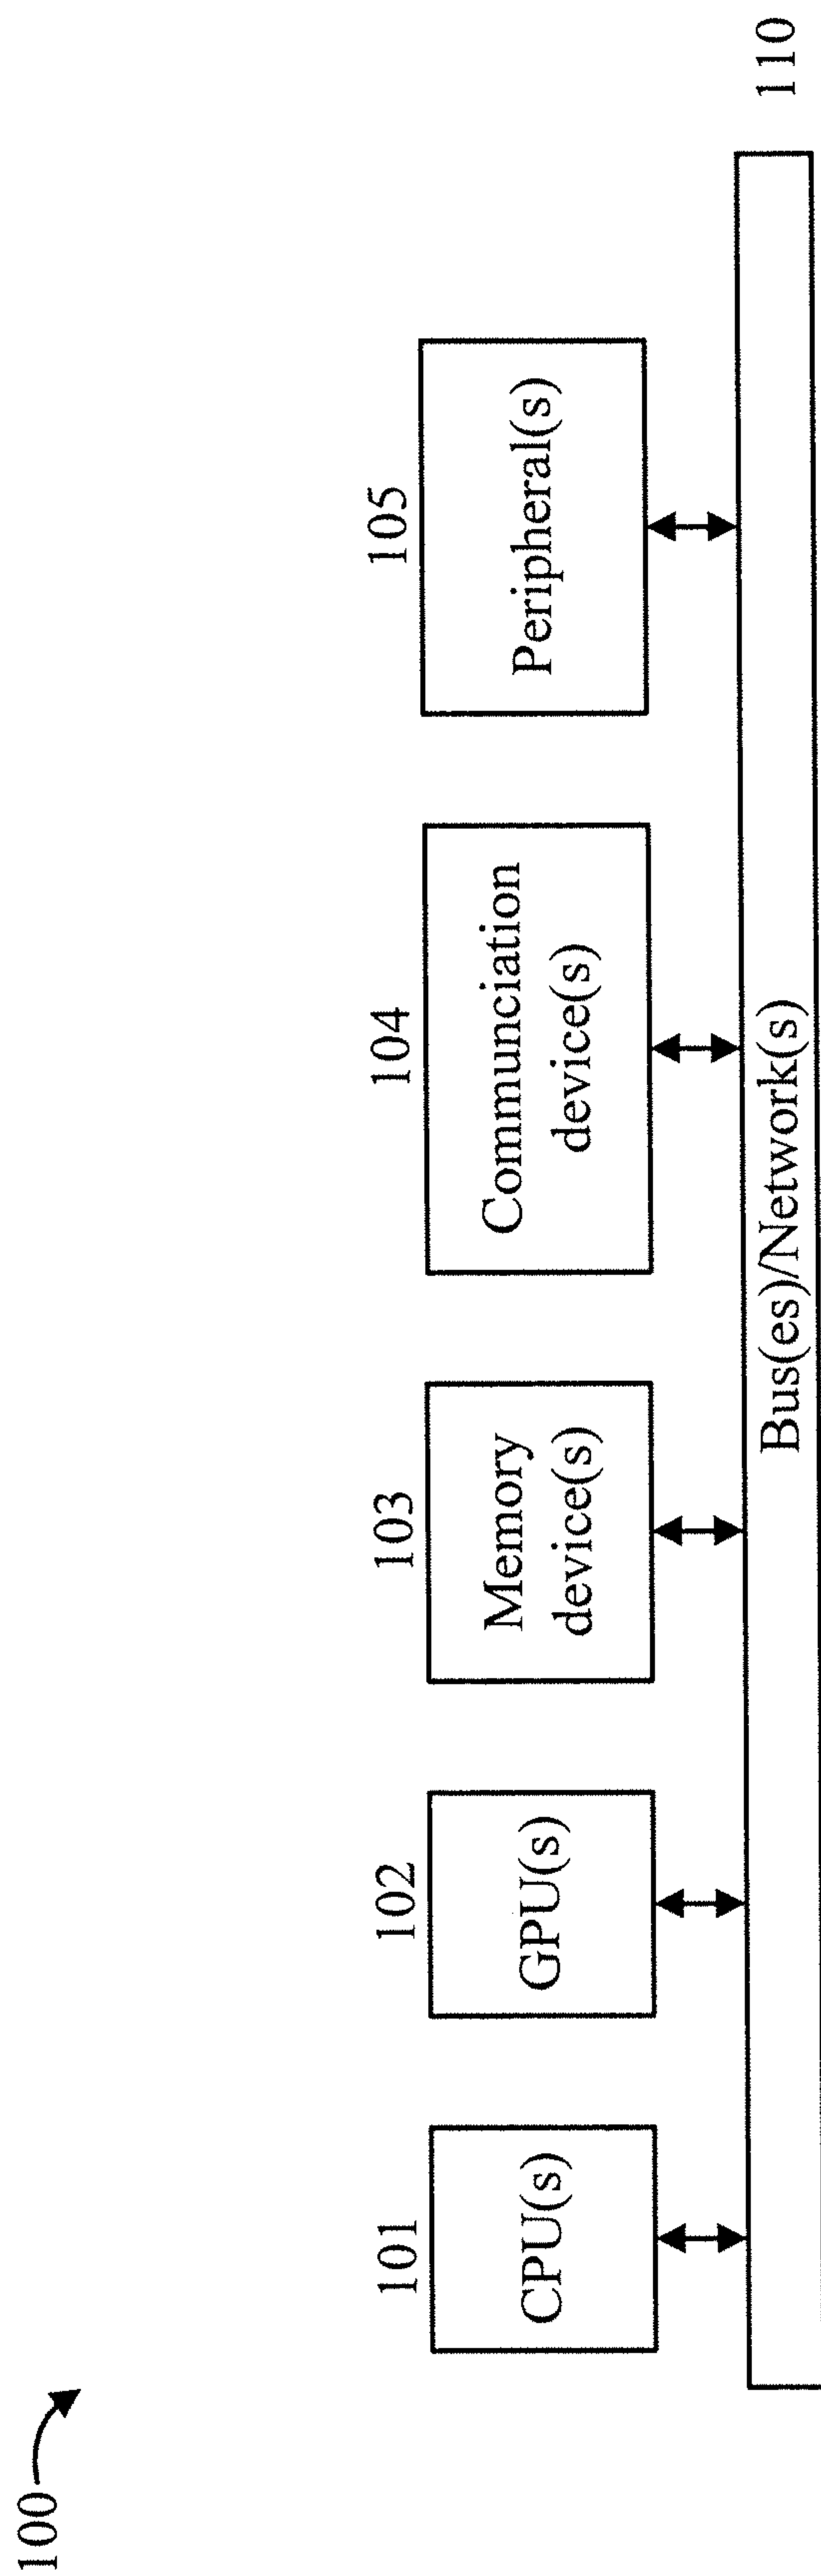 100
101
CPU(s)
102
GPU(s)
103
Memory
device(s)
104
Communciation
device(s)
105
Peripheral(s)
Bus(es)/Network(s)
110